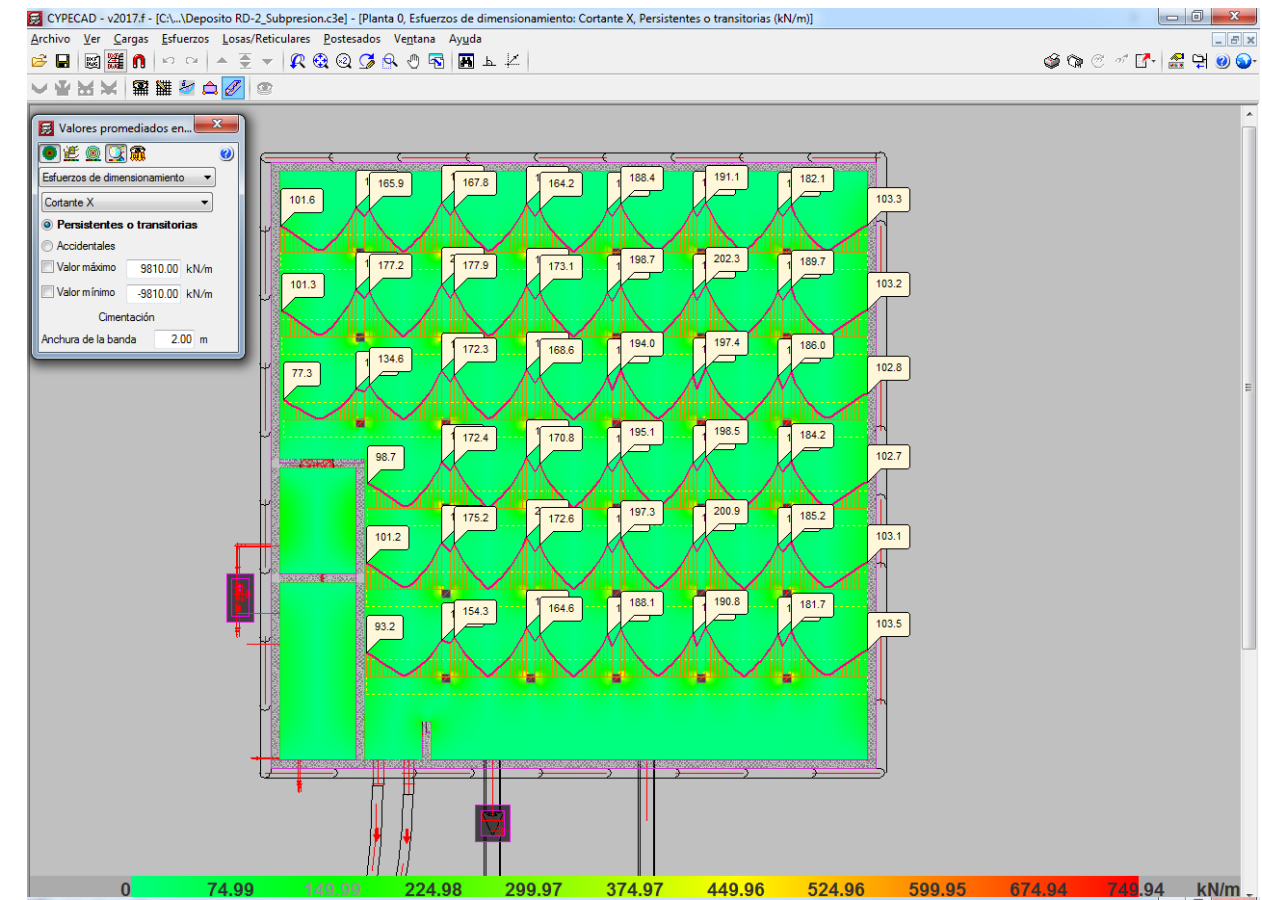 CYPECAD - v2017.f - [C:\...\Deposito RD-2_Subpresion.c3e] - [Planta 0, Esfuerzos de dimensionamiento: Cortante X, Persistentes o transitorias (kN/m)]
Archivo Ver Cargas Esfuerzos Losas/Reticulares Postesados Ventana Ayuda
Valores promediados en...
Esfuerzos de dimensionamiento
Cortante X
Persistentes o transitorias
Accidentales
Valor máximo 9810.00 kN/m
Valor mínimo -9810.00 kN/m
Cimentación
Anchura de la banda 2.00 m
101.6 165.9 167.8 164.2 188.4 191.1 182.1 103.3
101.3 177.2 177.9 173.1 198.7 202.3 189.7 103.2
77.3 134.6 172.3 168.6 194.0 197.4 186.0 102.8
98.7 172.4 170.8 195.1 198.5 184.2 102.7
101.2 175.2 172.6 197.3 200.9 185.2 103.1
93.2 154.3 164.6 188.1 190.8 181.7 103.5
0 74.99 149.99 224.98 299.97 374.97 449.96 524.96 599.95 674.94 749.94 kN/m